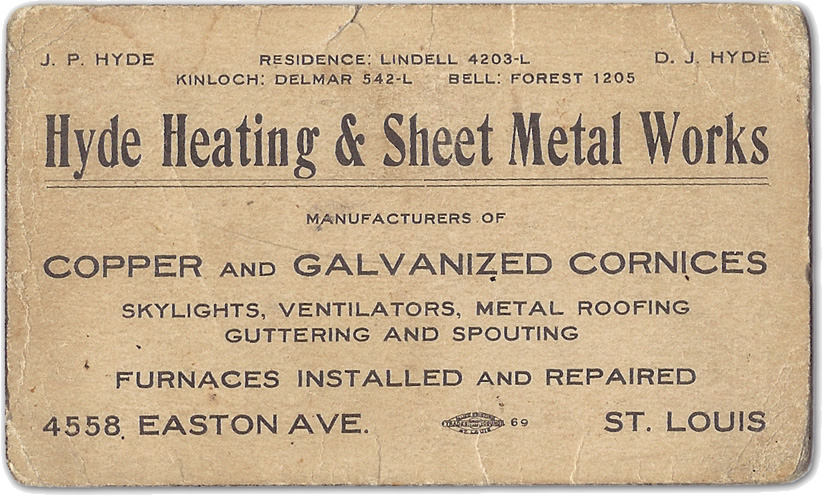 J. P. HYDE RESIDENCE: LINDELL 4203-L D. J. HYDE
KINLOCH: DELMAR 542-L BELL: FOREST 1205
Hyde Heating & Sheet Metal Works
MANUFACTURERS OF
COPPER AND GALVANIZED CORNICES
SKYLIGHTS, VENTILATORS, METAL ROOFING
GUTTERING AND SPOUTING
FURNACES INSTALLED AND REPAIRED
4558 EASTON AVE. 69 ST. LOUIS